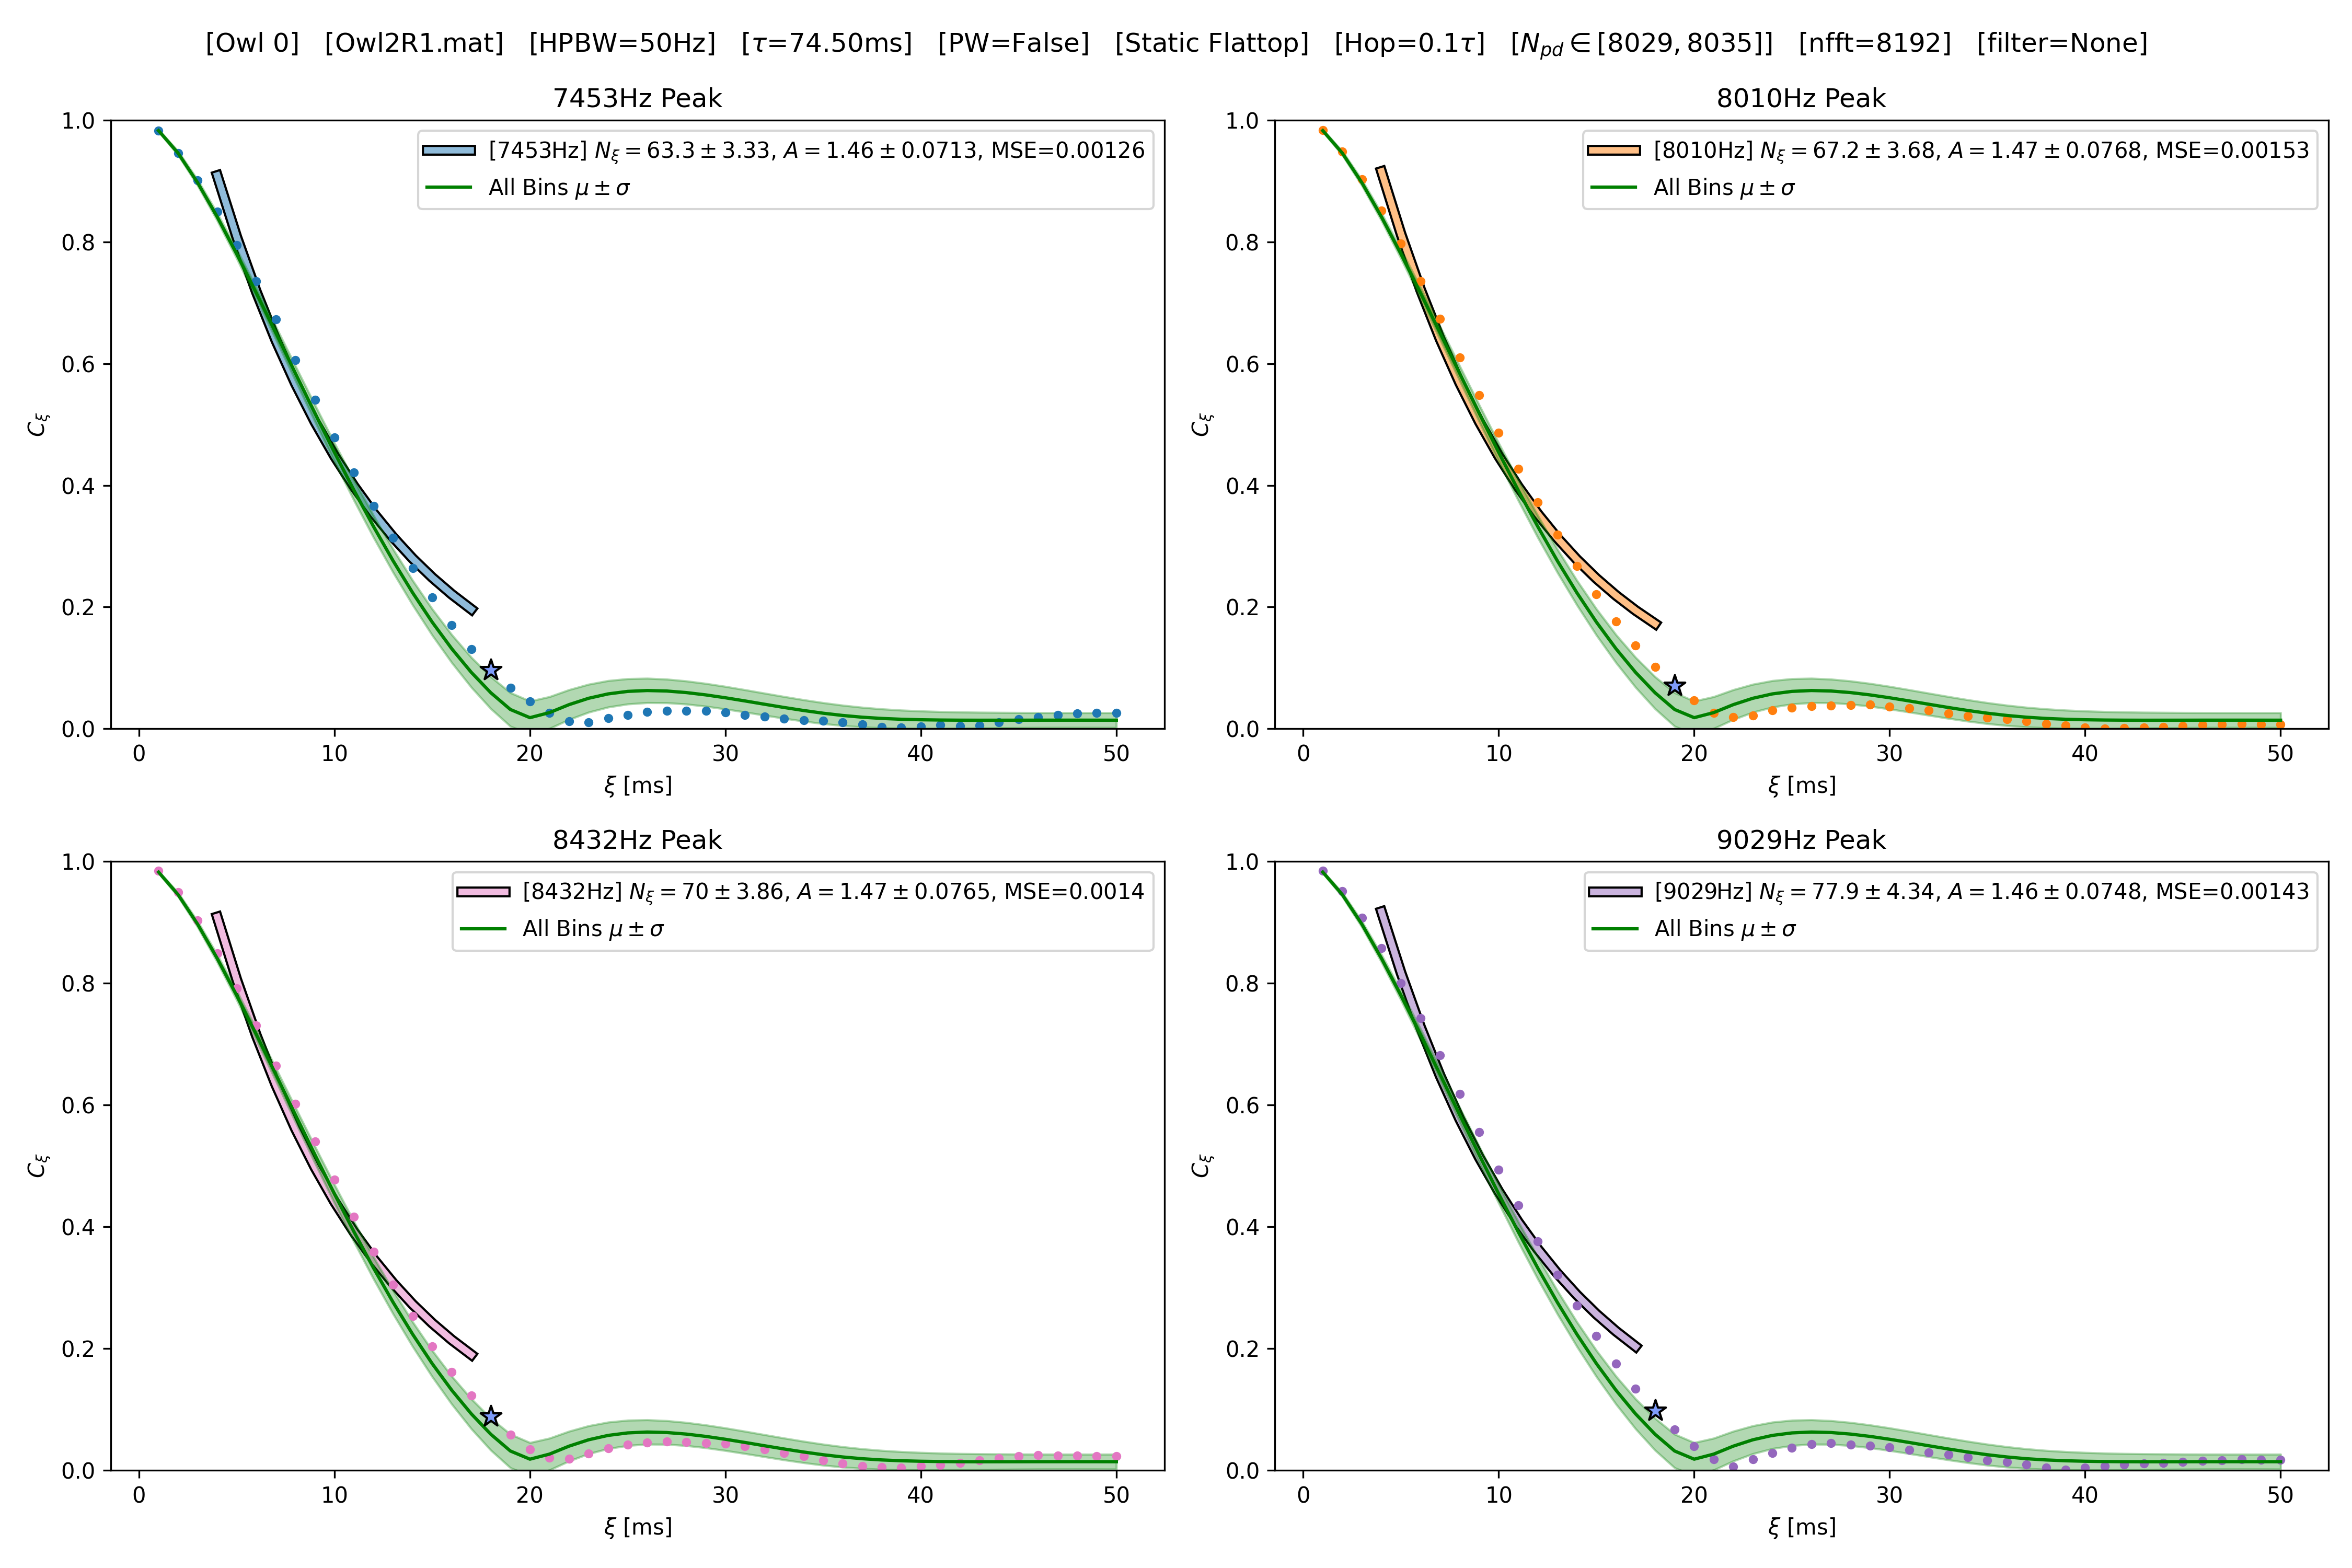 [Owl 0] [Owl2R1.mat] [HPBW=50Hz] [τ=74.50ms] [PW=False] [Static Flattop] [Hop=0.1τ] [N_pd ∈ [8029, 8035]] [nfft=8192] [filter=None]
7453Hz Peak
[7453Hz] N_ξ = 63.3 ± 3.33, A = 1.46 ± 0.0713, MSE=0.00126
All Bins μ ± σ
1.0
0.8
0.6
0.4
0.2
0.0
C_ξ
0 10 20 30 40 50
ξ [ms]
8010Hz Peak
[8010Hz] N_ξ = 67.2 ± 3.68, A = 1.47 ± 0.0768, MSE=0.00153
All Bins μ ± σ
1.0
0.8
0.6
0.4
0.2
0.0
C_ξ
0 10 20 30 40 50
ξ [ms]
8432Hz Peak
[8432Hz] N_ξ = 70 ± 3.86, A = 1.47 ± 0.0765, MSE=0.0014
All Bins μ ± σ
1.0
0.8
0.6
0.4
0.2
0.0
C_ξ
0 10 20 30 40 50
ξ [ms]
9029Hz Peak
[9029Hz] N_ξ = 77.9 ± 4.34, A = 1.46 ± 0.0748, MSE=0.00143
All Bins μ ± σ
1.0
0.8
0.6
0.4
0.2
0.0
C_ξ
0 10 20 30 40 50
ξ [ms]